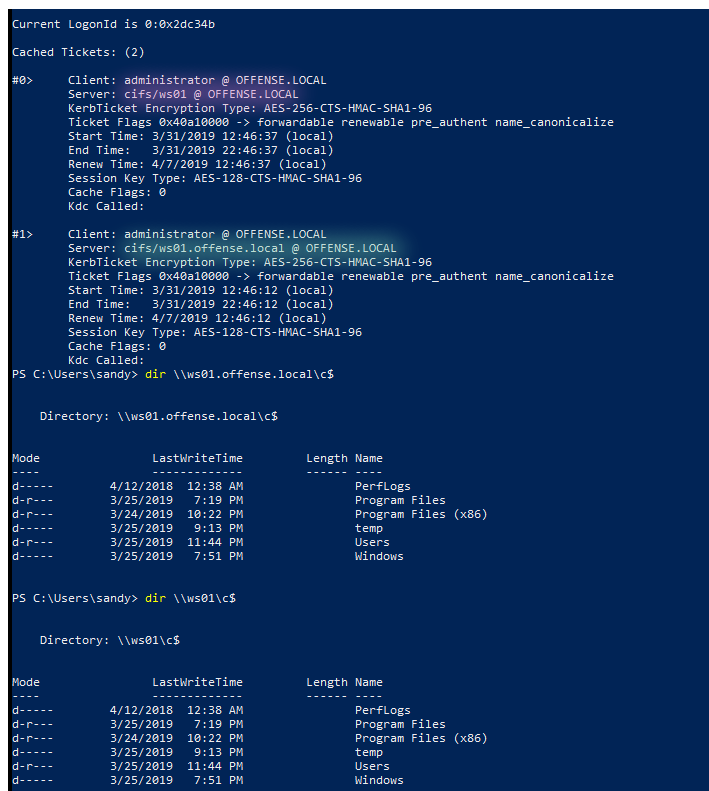 Current LogonId is 0:0x2dc34b
Cached Tickets: (2)
#0>     Client: administrator @ OFFENSE.LOCAL
        Server: cifs/ws01 @ OFFENSE.LOCAL
        KerbTicket Encryption Type: AES-256-CTS-HMAC-SHA1-96
        Ticket Flags 0x40a10000 -> forwardable renewable pre_authent name_canonicalize
        Start Time: 3/31/2019 12:46:37 (local)
        End Time:   3/31/2019 22:46:37 (local)
        Renew Time: 4/7/2019 12:46:37 (local)
        Session Key Type: AES-128-CTS-HMAC-SHA1-96
        Cache Flags: 0
        Kdc Called:
#1>     Client: administrator @ OFFENSE.LOCAL
        Server: cifs/ws01.offense.local @ OFFENSE.LOCAL
        KerbTicket Encryption Type: AES-256-CTS-HMAC-SHA1-96
        Ticket Flags 0x40a10000 -> forwardable renewable pre_authent name_canonicalize
        Start Time: 3/31/2019 12:46:12 (local)
        End Time:   3/31/2019 22:46:12 (local)
        Renew Time: 4/7/2019 12:46:12 (local)
        Session Key Type: AES-128-CTS-HMAC-SHA1-96
        Cache Flags: 0
        Kdc Called:
PS C:\Users\sandy> dir \\ws01.offense.local\c$
    Directory: \\ws01.offense.local\c$
Mode                LastWriteTime         Length Name
----                -------------         ------ ----
d-----        4/12/2018  12:38 AM                PerfLogs
d-r---        3/25/2019   7:19 PM                Program Files
d-r---        3/24/2019  10:22 PM                Program Files (x86)
d-----        3/25/2019   9:13 PM                temp
d-r---        3/25/2019  11:44 PM                Users
d-----        3/25/2019   7:51 PM                Windows
PS C:\Users\sandy> dir \\ws01\c$
    Directory: \\ws01\c$
Mode                LastWriteTime         Length Name
----                -------------         ------ ----
d-----        4/12/2018  12:38 AM                PerfLogs
d-r---        3/25/2019   7:19 PM                Program Files
d-r---        3/24/2019  10:22 PM                Program Files (x86)
d-----        3/25/2019   9:13 PM                temp
d-r---        3/25/2019  11:44 PM                Users
d-----        3/25/2019   7:51 PM                Windows